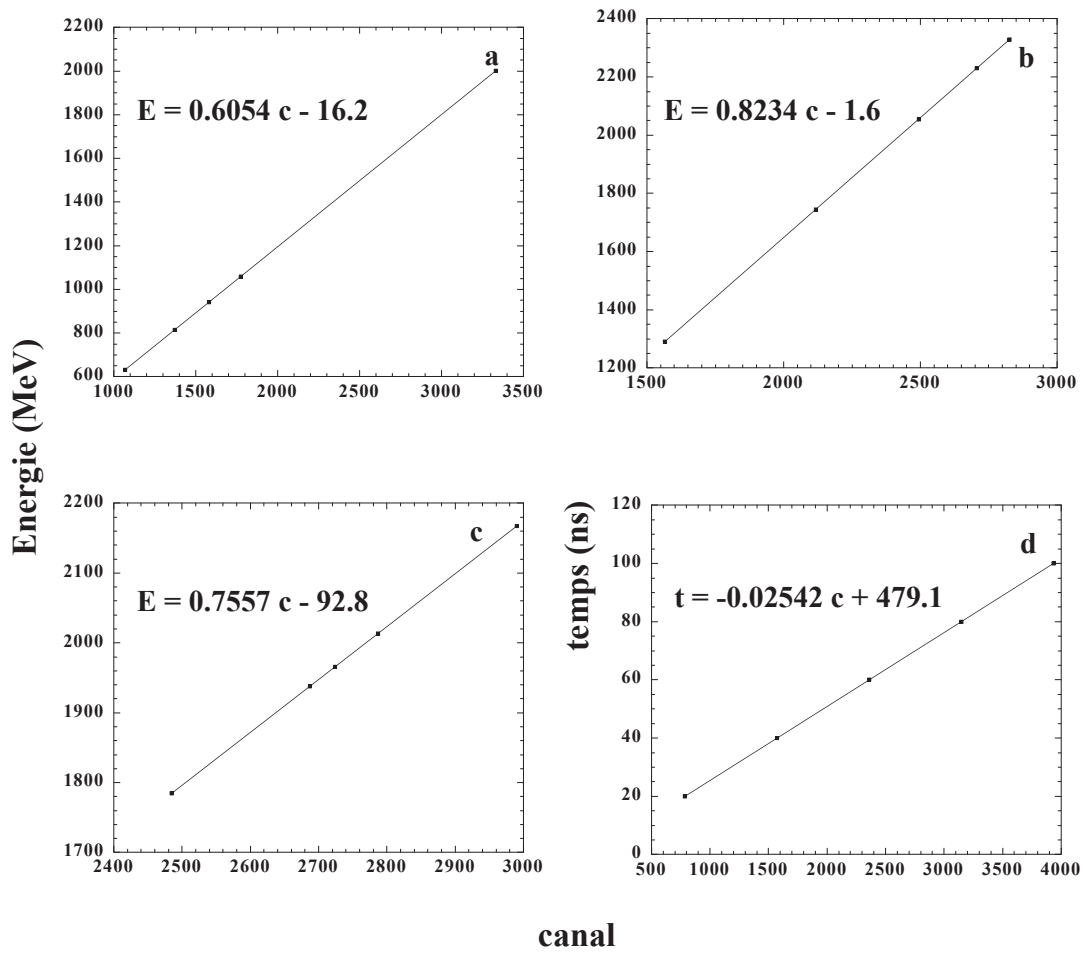 a
E = 0.6054 c - 16.2
2200
2000
1800
1600
1400
1200
1000
800
600
1000 1500 2000 2500 3000 3500
b
E = 0.8234 c - 1.6
2400
2200
2000
1800
1600
1400
1200
1500 2000 2500 3000
Energie (MeV)
c
E = 0.7557 c - 92.8
2200
2100
2000
1900
1800
1700
2400 2500 2600 2700 2800 2900 3000
temps (ns)
d
t = -0.02542 c + 479.1
120
100
80
60
40
20
0
500 1000 1500 2000 2500 3000 3500 4000
canal